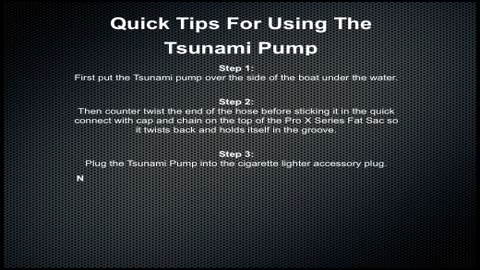 Quick Tips For Using The
Tsunami Pump
Step 1:
First put the Tsunami pump over the side of the boat under the water.
Step 2:
Then counter twist the end of the hose before sticking it in the quick
connect with cap and chain on the top of the Pro X Series Fat Sac so
it twists back and holds itself in the groove.
Step 3:
Plug the Tsunami Pump into the cigarette lighter accessory plug.
N